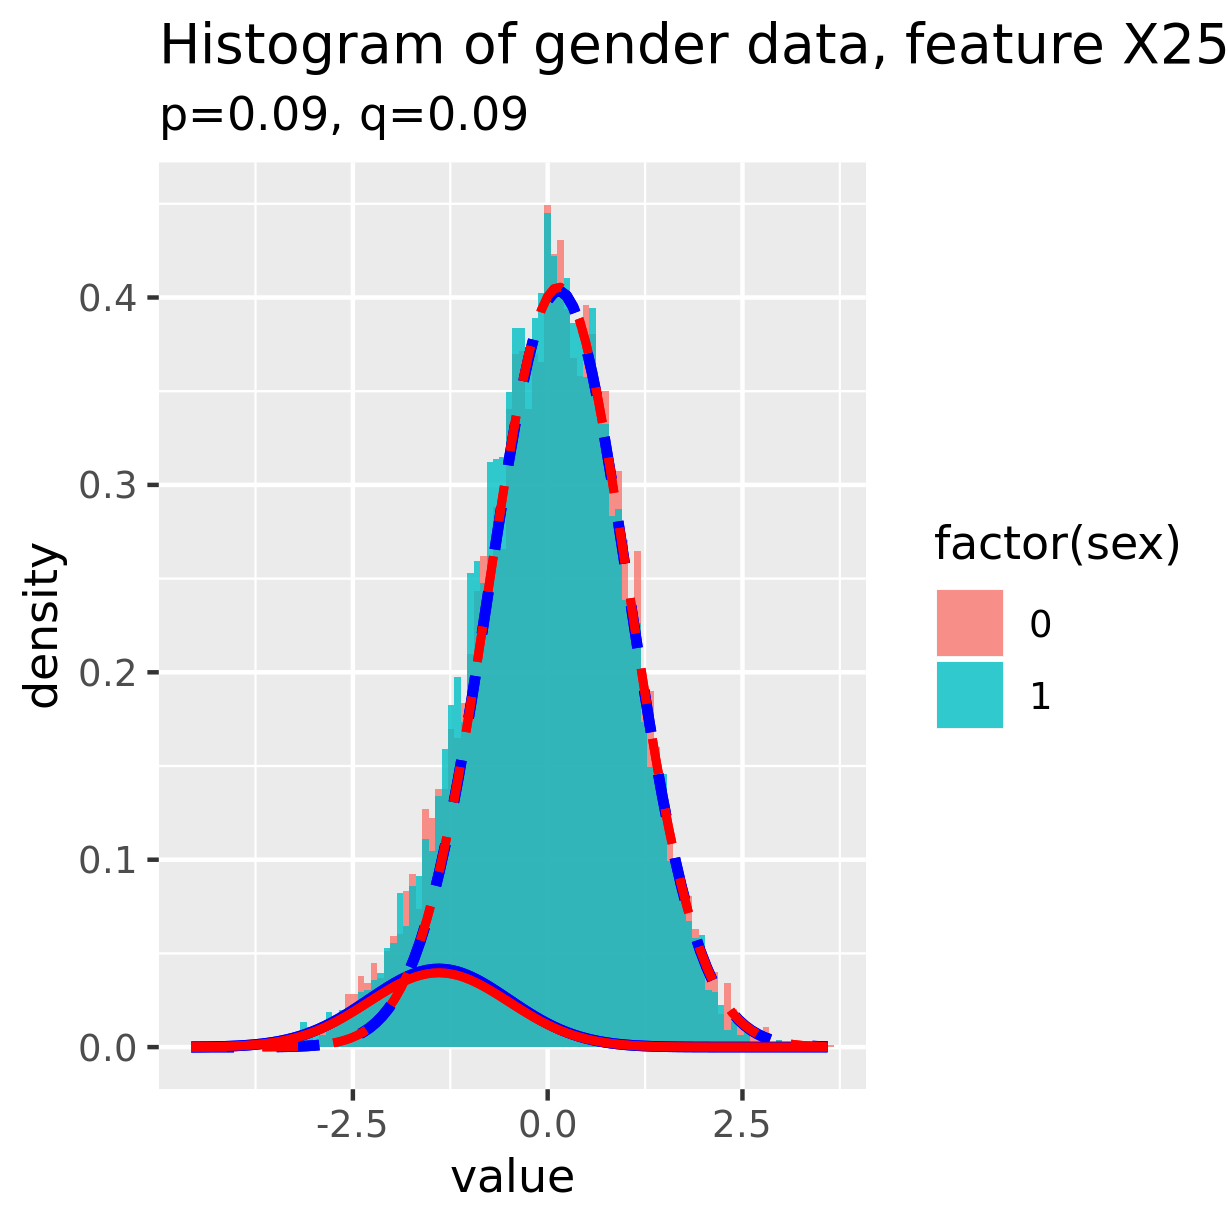 Histogram of gender data, feature X25
p=0.09, q=0.09
density
0.4
0.3
0.2
0.1
0.0
-2.5 0.0 2.5
value
factor(sex)
0
1